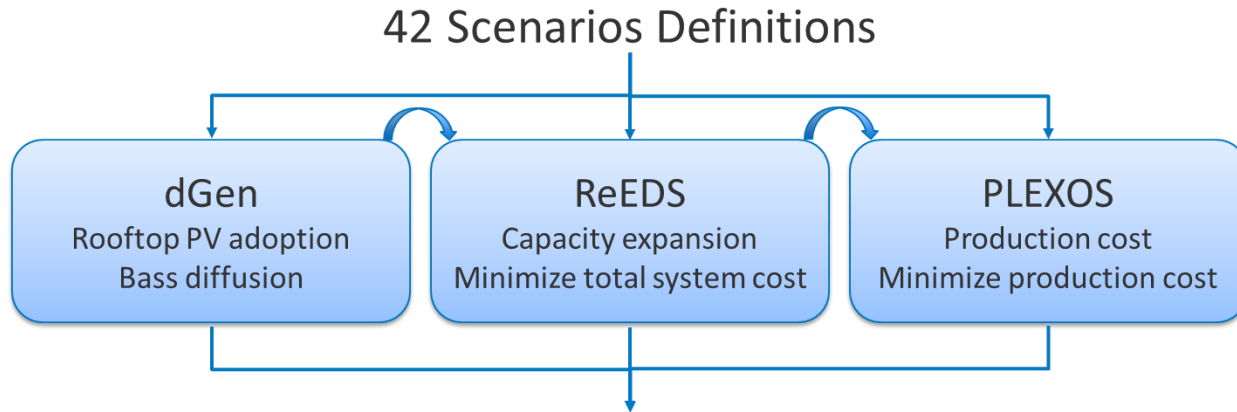 42 Scenarios Definitions
dGen
Rooftop PV adoption
Bass diffusion
ReEDS
Capacity expansion
Minimize total system cost
PLEXOS
Production cost
Minimize production cost